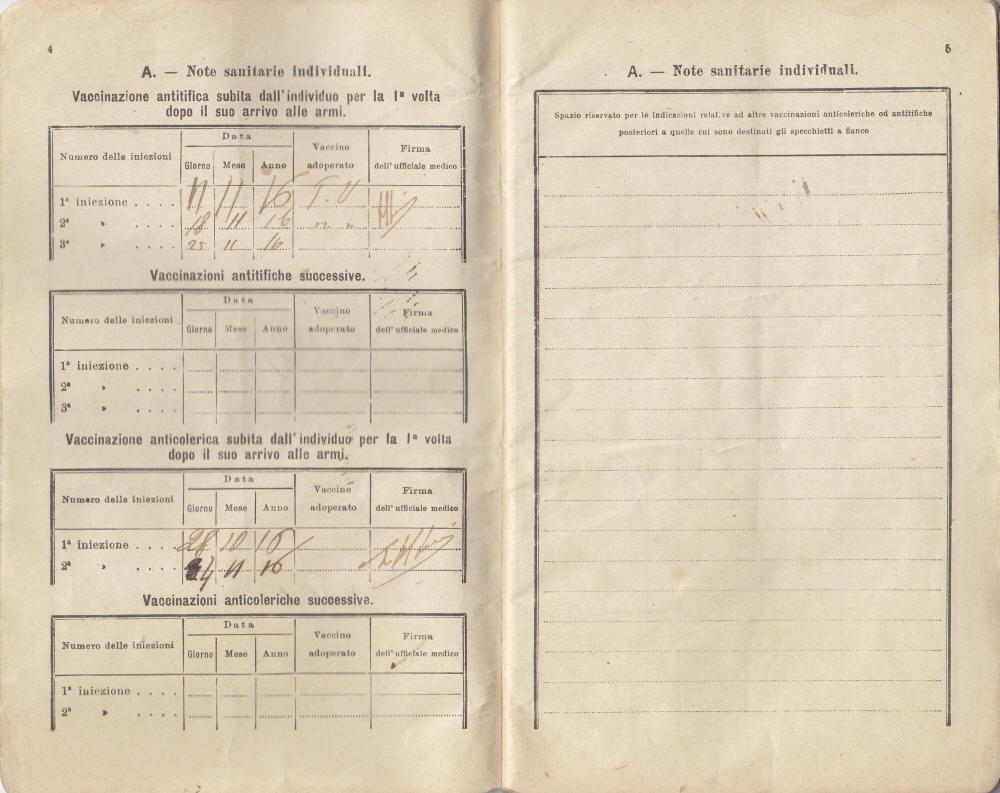 4
A. — Note sanitarie individuali.
Vaccinazione antitifica subita dall'individuo per la 1ª volta
dopo il suo arrivo alle armi.
Data
Numero delle iniezioni Giorno Mese Anno Vaccino adoperato Firma dell'ufficiale medico
1ª iniezione . . . . 11 11 16 T. V
2ª » . . . . 18 11 16 " "
3ª » . . . . 25 11 16
Vaccinazioni antitifiche successive.
Data
Numero delle iniezioni Giorno Mese Anno Vaccino adoperato Firma dell'ufficiale medico
1ª iniezione . . . .
2ª » . . . .
3ª » . . . .
Vaccinazione anticolerica subita dall'individuo per la 1ª volta
dopo il suo arrivo alle armi.
Data
Numero delle iniezioni Giorno Mese Anno Vaccino adoperato Firma dell'ufficiale medico
1ª iniezione . . . . 10 16
2ª » . . . . 11 16
Vaccinazioni anticoleriche successive.
Data
Numero delle iniezioni Giorno Mese Anno Vaccino adoperato Firma dell'ufficiale medico
1ª iniezione . . . .
2ª » . . . .
5
A. — Note sanitarie individuali.
Spazio riservato per le indicazioni relative ad altre vaccinazioni anticoleriche od antitifiche
posteriori a quelle cui sono destinati gli specchietti a fianco